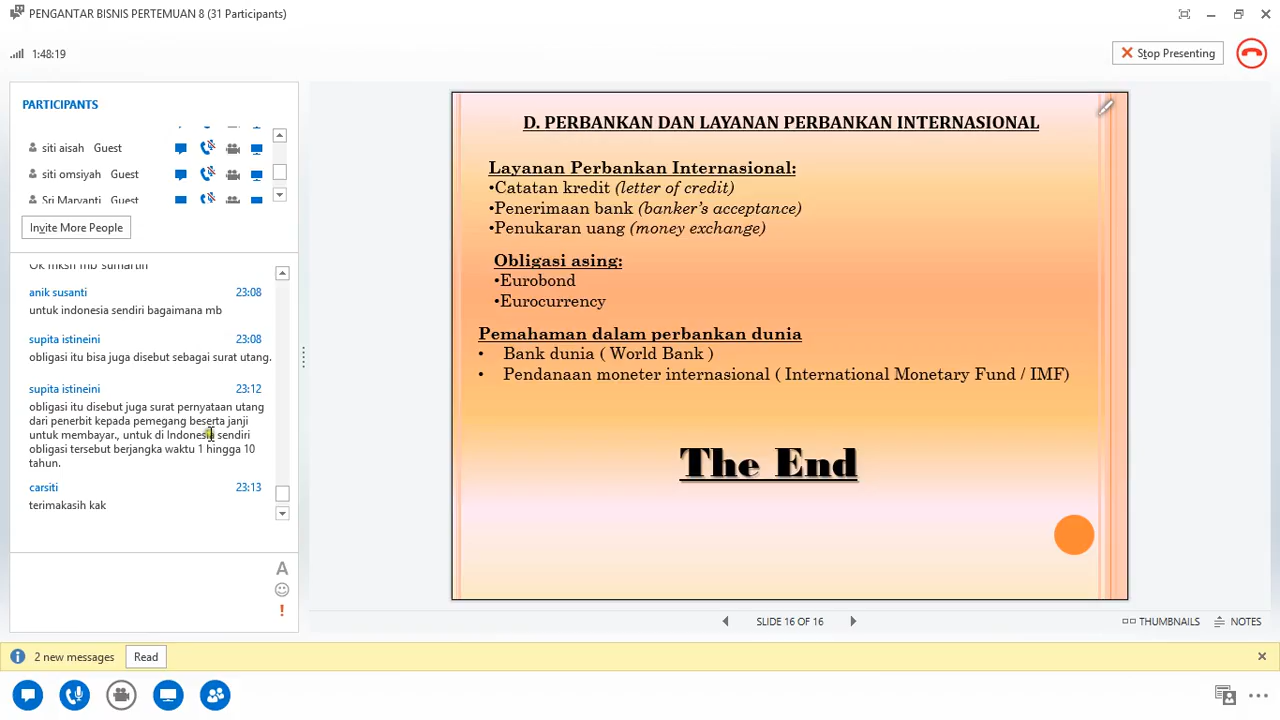 PENGANTAR BISNIS PERTEMUAN 8 (31 Participants)
1:48:19
Stop Presenting
PARTICIPANTS
siti aisah Guest
siti omsiyah Guest
Sri Maryanti Guest
Invite More People
Ok mksh mb sumartin
anik susanti 23:08
untuk indonesia sendiri bagaimana mb
supita istineini 23:08
obligasi itu bisa juga disebut sebagai surat utang.
supita istineini 23:12
obligasi itu disebut juga surat pernyataan utang
dari penerbit kepada pemegang beserta janji
untuk membayar., untuk di Indonesia sendiri
obligasi tersebut berjangka waktu 1 hingga 10
tahun.
carsiti 23:13
terimakasih kak
A
!
2 new messages Read
D. PERBANKAN DAN LAYANAN PERBANKAN INTERNASIONAL
Layanan Perbankan Internasional:
•Catatan kredit (letter of credit)
•Penerimaan bank (banker's acceptance)
•Penukaran uang (money exchange)
Obligasi asing:
•Eurobond
•Eurocurrency
Pemahaman dalam perbankan dunia
• Bank dunia ( World Bank )
• Pendanaan moneter internasional ( International Monetary Fund / IMF)
The End
SLIDE 16 OF 16
THUMBNAILS
NOTES